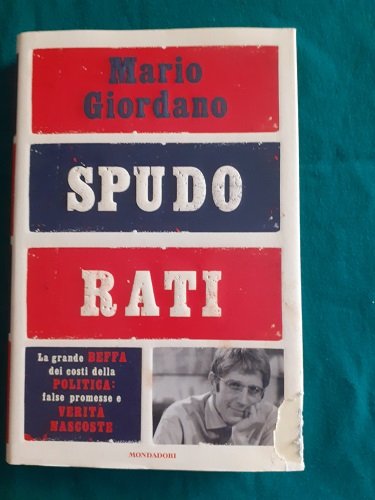 Mario
Giordano
SPUDO
RATI
La grande BEFFA
dei costi della
POLITICA:
false promesse e
VERITÀ
NASCOSTE
MONDADORI